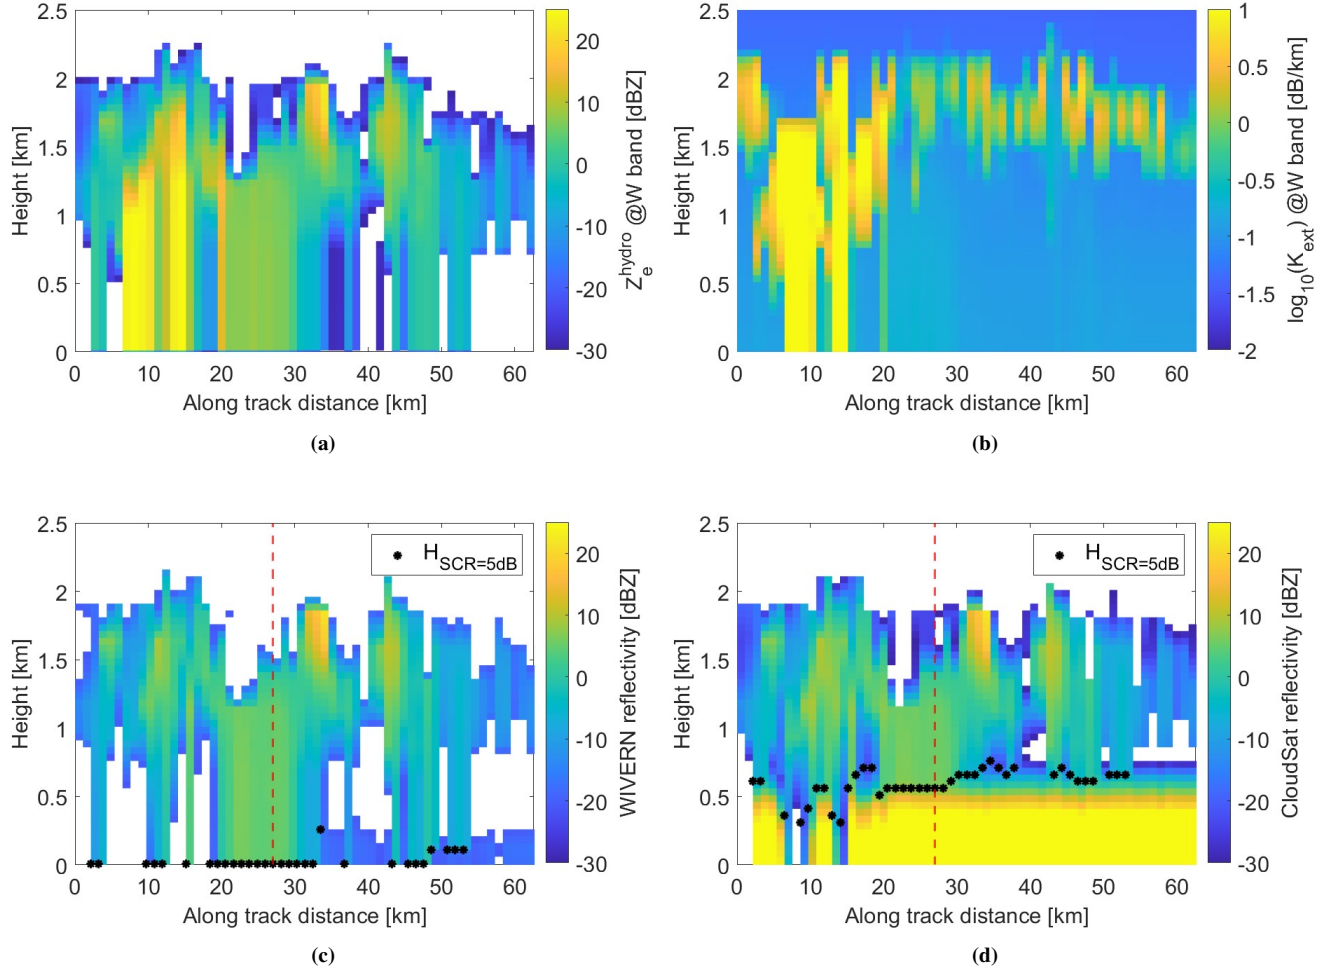 2.5
2
1.5
1
0.5
0
Height [km]
0 10 20 30 40 50 60
Along track distance [km]
20
10
0
-10
-20
-30
Z_e^hydro @W band [dBZ]
(a)
2.5
2
1.5
1
0.5
0
Height [km]
0 10 20 30 40 50 60
Along track distance [km]
1
0.5
0
-0.5
-1
-1.5
-2
log10(Kext) @W band [dB/km]
(b)
2.5
2
1.5
1
0.5
0
Height [km]
H_SCR=5dB
0 10 20 30 40 50 60
Along track distance [km]
20
10
0
-10
-20
-30
WIVERN reflectivity [dBZ]
(c)
2.5
2
1.5
1
0.5
0
Height [km]
H_SCR=5dB
0 10 20 30 40 50 60
Along track distance [km]
20
10
0
-10
-20
-30
CloudSat reflectivity [dBZ]
(d)